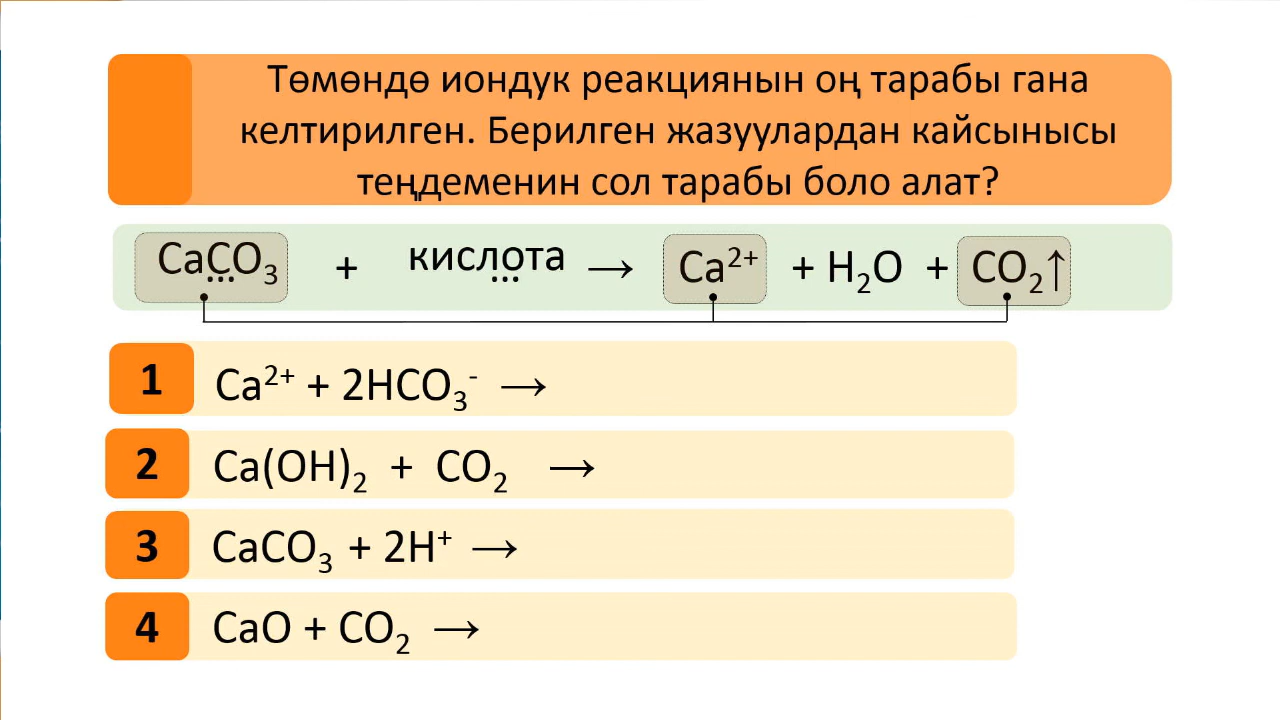 Төмөндө иондук реакциянын оң тарабы гана
келтирилген. Берилген жазуулардан кайсынысы
теңдеменин сол тарабы боло алат?
CaCO₃ + кислота → Ca²⁺ + H₂O + CO₂↑
... ...
1 Ca²⁺ + 2HCO₃⁻ →
2 Ca(OH)₂ + CO₂ →
3 CaCO₃ + 2H⁺ →
4 CaO + CO₂ →